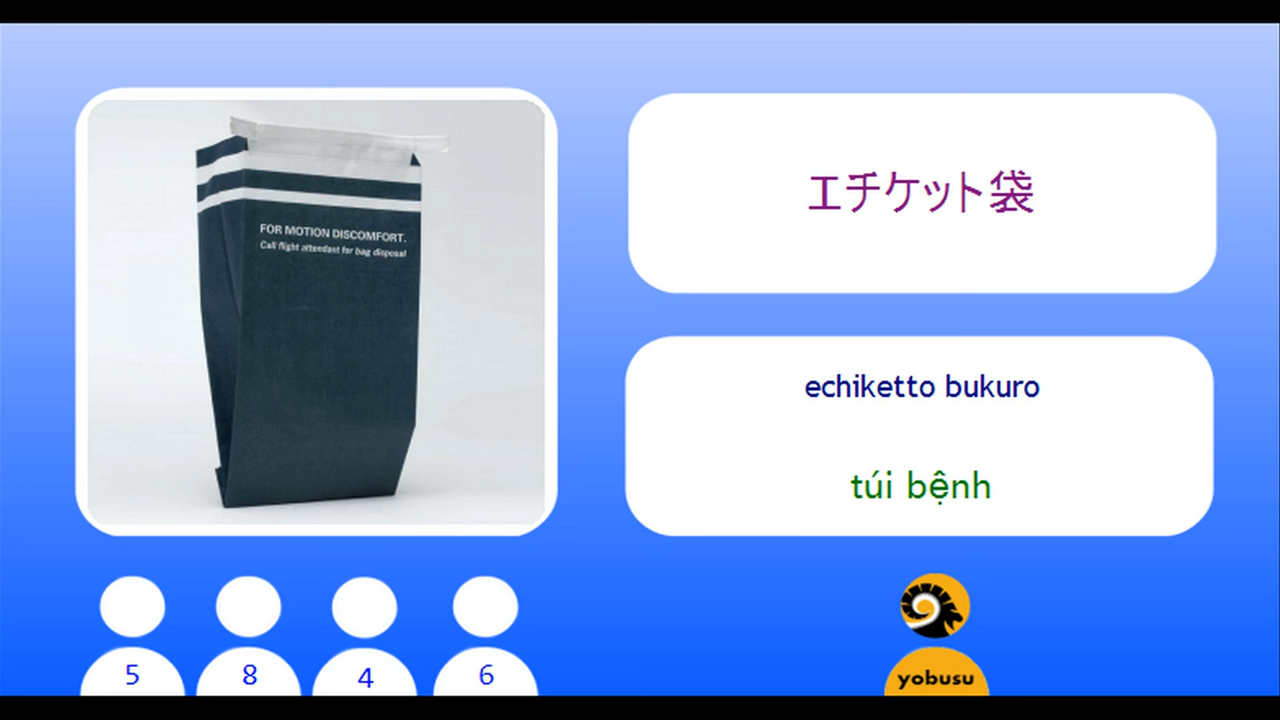 FOR MOTION DISCOMFORT.
Call flight attendant for bag disposal
エチケット袋
echiketto bukuro
túi bệnh
5 8 4 6
yobusu